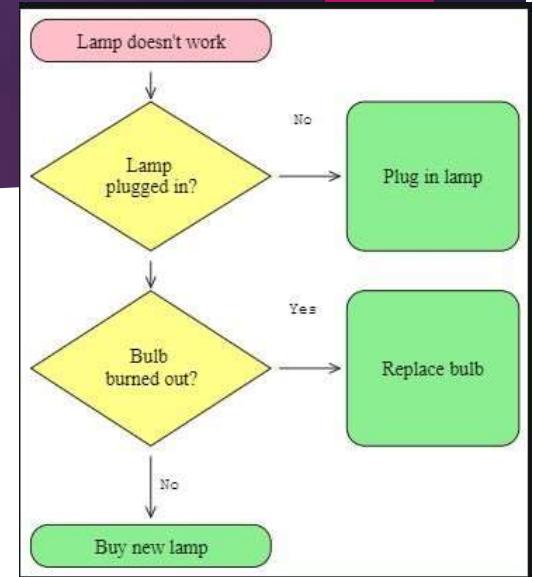 Lamp doesn't work
No
Lamp
plugged in?
Plug in lamp
Yes
Bulb
burned out?
Replace bulb
No
Buy new lamp